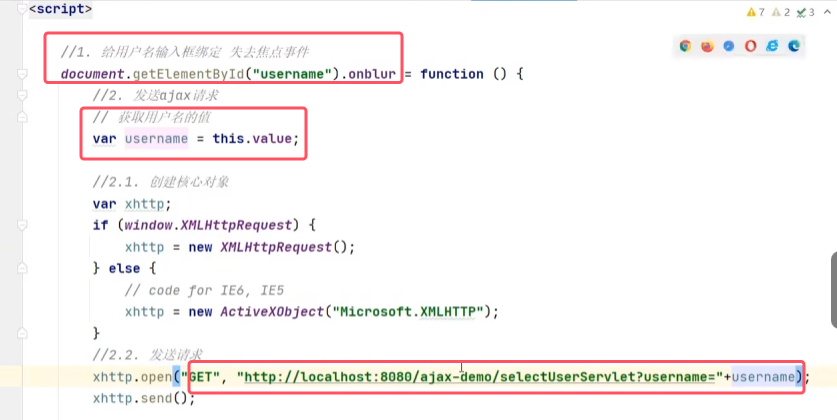 <script>
7 2 3
//1. 给用户名输入框绑定 失去焦点事件
document.getElementById("username").onblur = function () {
//2. 发送ajax请求
// 获取用户名的值
var username = this.value;
//2.1. 创建核心对象
var xhttp;
if (window.XMLHttpRequest) {
xhttp = new XMLHttpRequest();
} else {
// code for IE6, IE5
xhttp = new ActiveXObject("Microsoft.XMLHTTP");
}
//2.2. 发送请求
xhttp.open("GET", "http://localhost:8080/ajax-demo/selectUserServlet?username="+username);
xhttp.send();